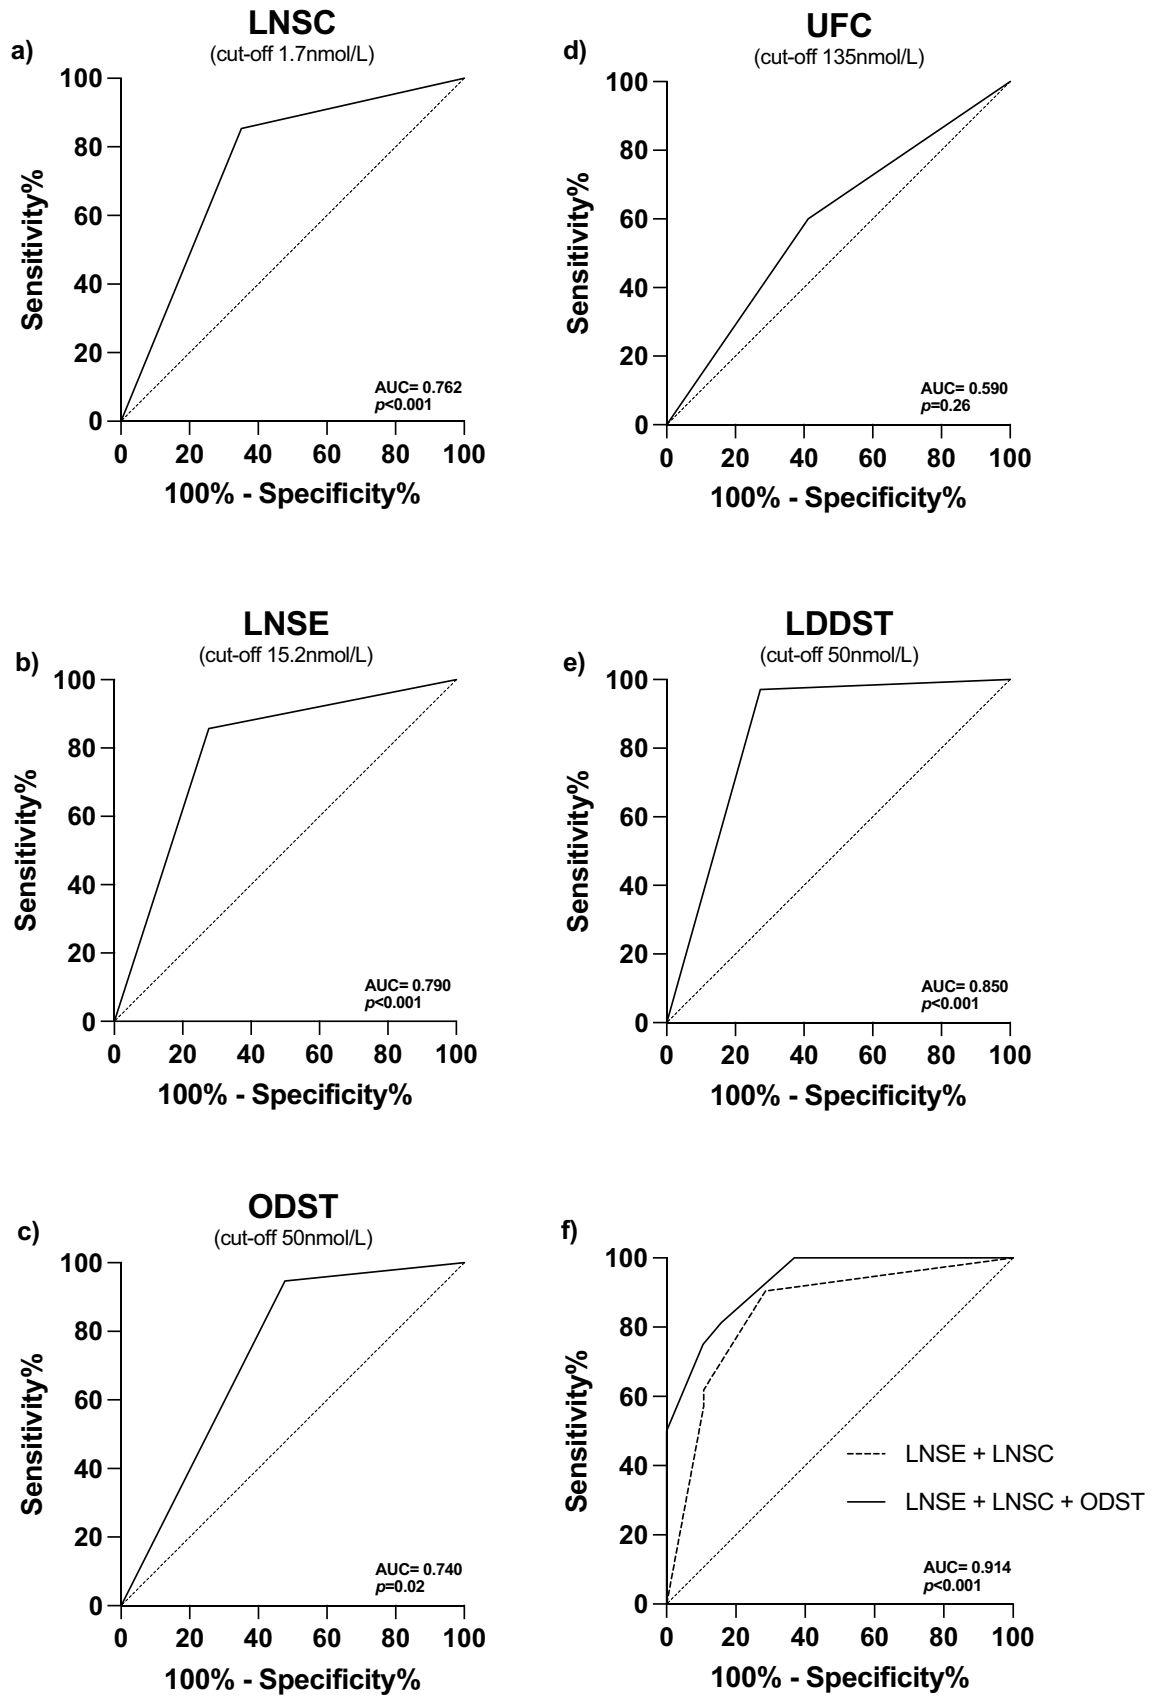 a)
LNSC
(cut-off 1.7nmol/L)
Sensitivity%
100
80
60
40
20
0
AUC= 0.762
p<0.001
0 20 40 60 80 100
100% - Specificity%
d)
UFC
(cut-off 135nmol/L)
Sensitivity%
100
80
60
40
20
0
AUC= 0.590
p=0.26
0 20 40 60 80 100
100% - Specificity%
b)
LNSE
(cut-off 15.2nmol/L)
Sensitivity%
100
80
60
40
20
0
AUC= 0.790
p<0.001
0 20 40 60 80 100
100% - Specificity%
e)
LDDST
(cut-off 50nmol/L)
Sensitivity%
100
80
60
40
20
0
AUC= 0.850
p<0.001
0 20 40 60 80 100
100% - Specificity%
c)
ODST
(cut-off 50nmol/L)
Sensitivity%
100
80
60
40
20
0
AUC= 0.740
p=0.02
0 20 40 60 80 100
100% - Specificity%
f)
Sensitivity%
100
80
60
40
20
0
LNSE + LNSC
LNSE + LNSC + ODST
AUC= 0.914
p<0.001
0 20 40 60 80 100
100% - Specificity%